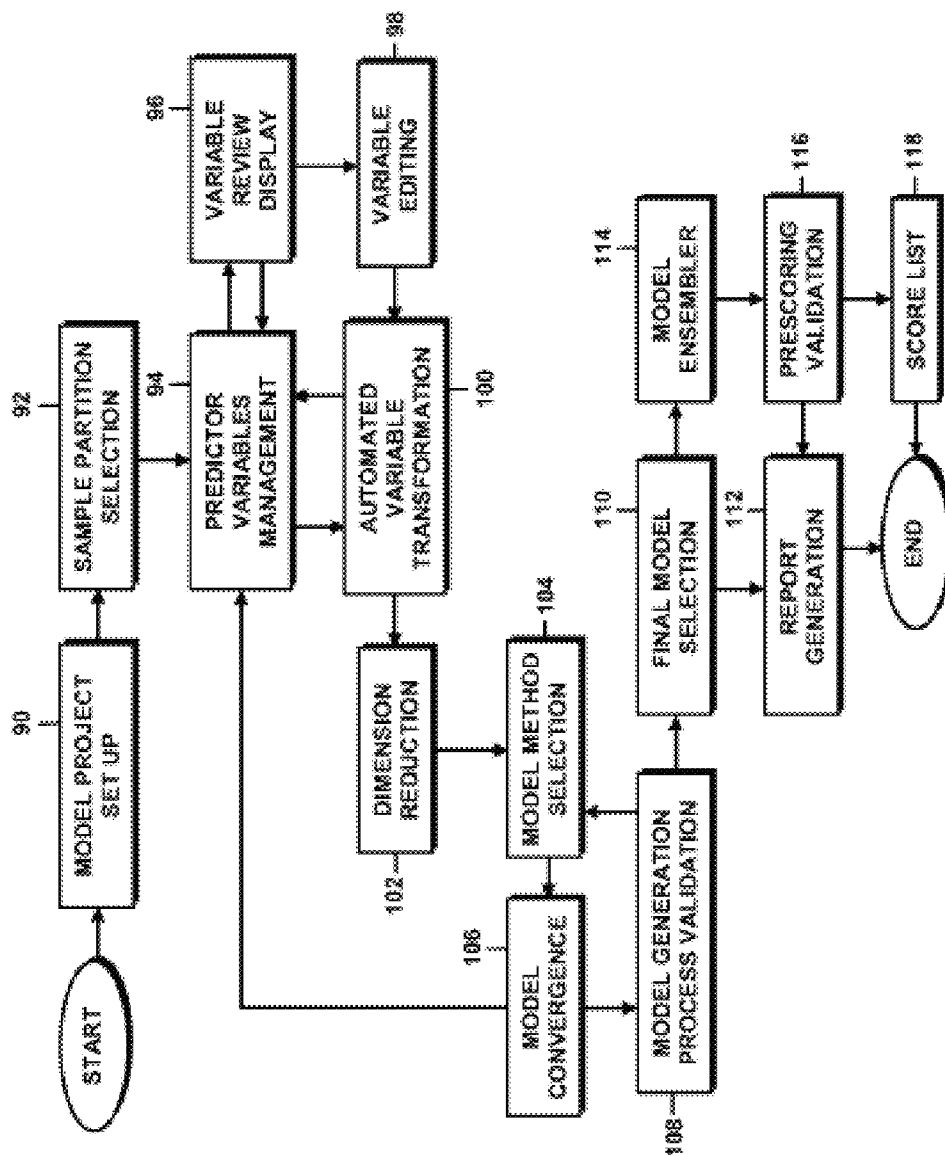 START
90
MODEL PROJECT
SET UP
92
SAMPLE PARTITION
SELECTION
94
PREDICTOR
VARIABLES
MANAGEMENT
96
VARIABLE
REVIEW
DISPLAY
98
VARIABLE
EDITING
AUTOMATED
VARIABLE
TRANSFORMATION
100
DIMENSION
REDUCTION
102
MODEL METHOD
SELECTION
104
106
MODEL
CONVERGENCE
MODEL GENERATION
PROCESS VALIDATION
108
110
FINAL MODEL
SELECTION
112
REPORT
GENERATION
114
MODEL
ENSEMBLER
PRESCORING
VALIDATION
116
SCORE LIST
118
END